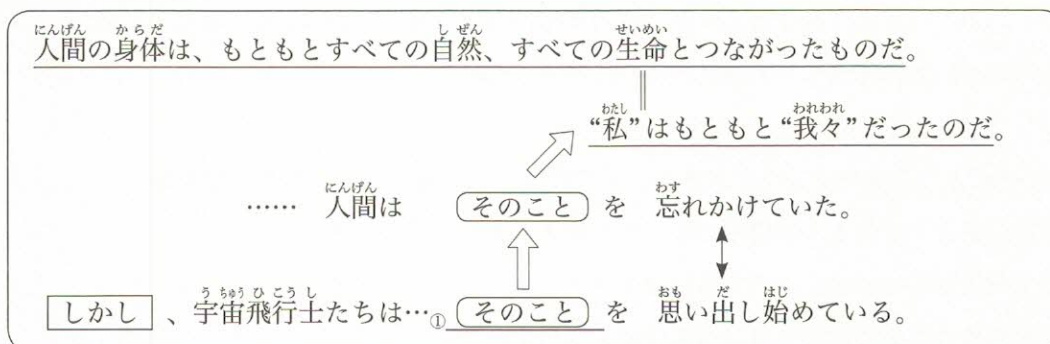 人間の身体は、もともとすべての自然、すべての生命とつながったものだ。
“私”はもともと“我々”だったのだ。
…… 人間は そのこと を 忘れかけていた。
しかし 、宇宙飛行士たちは…①そのこと を 思い出し始めている。